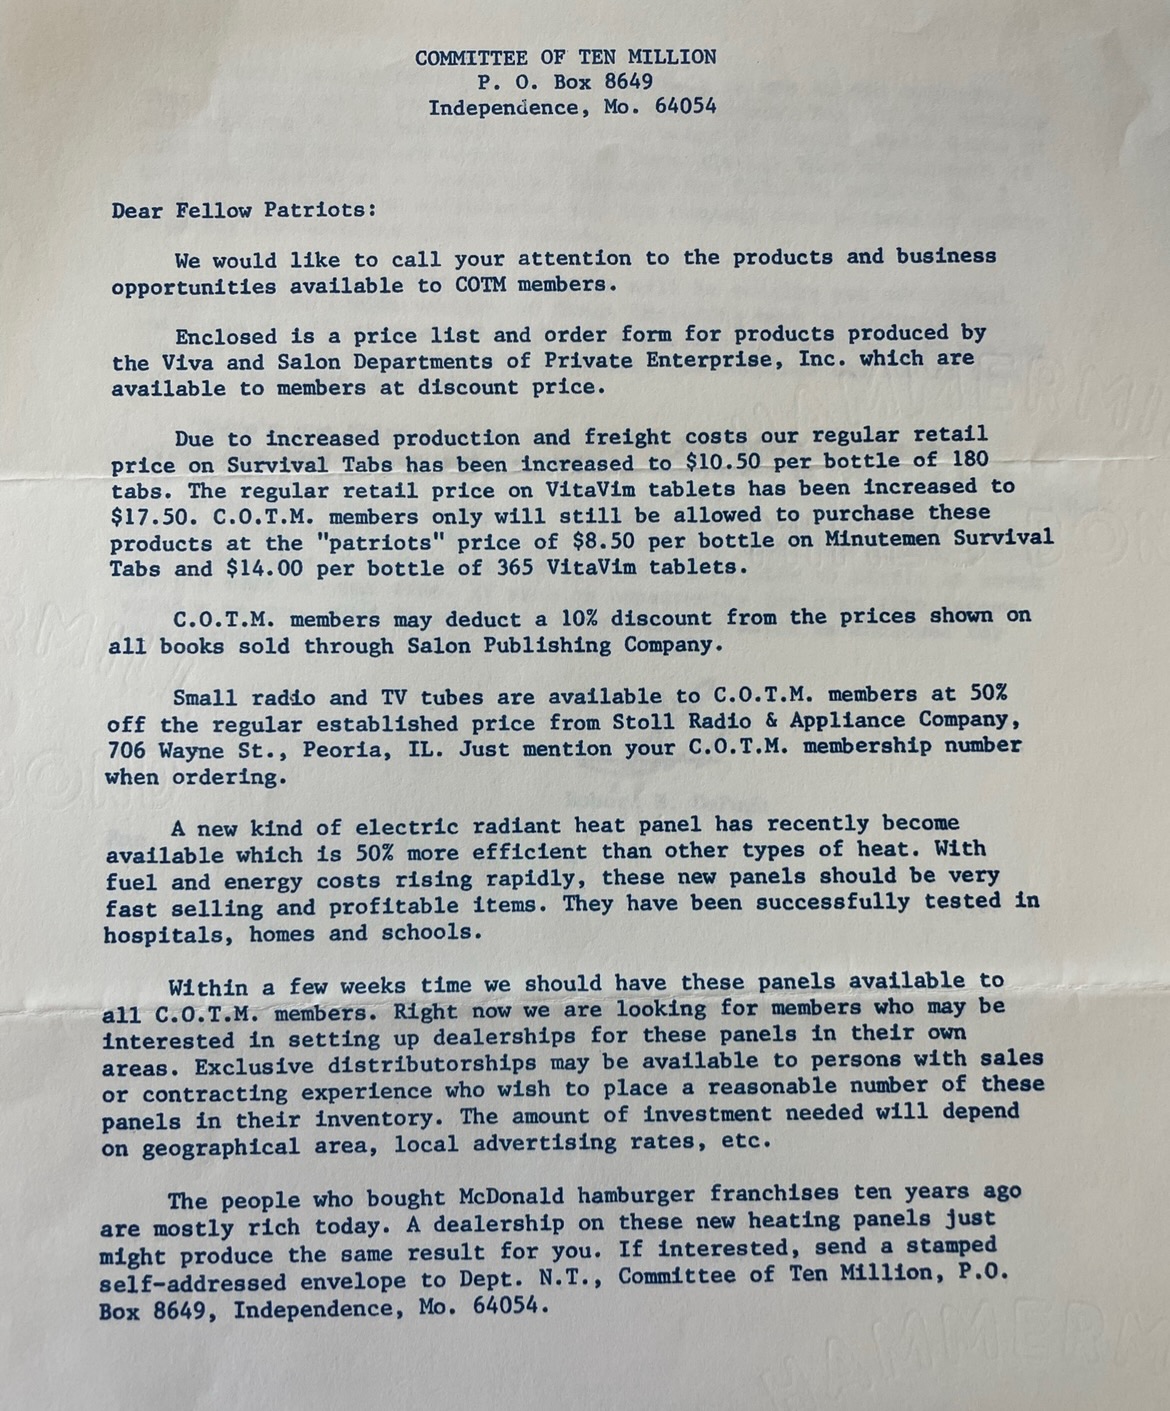 COMMITTEE OF TEN MILLION
P. O. Box 8649
Independence, Mo. 64054
Dear Fellow Patriots:
We would like to call your attention to the products and business
opportunities available to COTM members.
Enclosed is a price list and order form for products produced by
the Viva and Salon Departments of Private Enterprise, Inc. which are
available to members at discount price.
Due to increased production and freight costs our regular retail
price on Survival Tabs has been increased to $10.50 per bottle of 180
tabs. The regular retail price on VitaVim tablets has been increased to
$17.50. C.O.T.M. members only will still be allowed to purchase these
products at the "patriots" price of $8.50 per bottle on Minutemen Survival
Tabs and $14.00 per bottle of 365 VitaVim tablets.
C.O.T.M. members may deduct a 10% discount from the prices shown on
all books sold through Salon Publishing Company.
Small radio and TV tubes are available to C.O.T.M. members at 50%
off the regular established price from Stoll Radio & Appliance Company,
706 Wayne St., Peoria, IL. Just mention your C.O.T.M. membership number
when ordering.
A new kind of electric radiant heat panel has recently become
available which is 50% more efficient than other types of heat. With
fuel and energy costs rising rapidly, these new panels should be very
fast selling and profitable items. They have been successfully tested in
hospitals, homes and schools.
Within a few weeks time we should have these panels available to
all C.O.T.M. members. Right now we are looking for members who may be
interested in setting up dealerships for these panels in their own
areas. Exclusive distributorships may be available to persons with sales
or contracting experience who wish to place a reasonable number of these
panels in their inventory. The amount of investment needed will depend
on geographical area, local advertising rates, etc.
The people who bought McDonald hamburger franchises ten years ago
are mostly rich today. A dealership on these new heating panels just
might produce the same result for you. If interested, send a stamped
self-addressed envelope to Dept. N.T., Committee of Ten Million, P.O.
Box 8649, Independence, Mo. 64054.